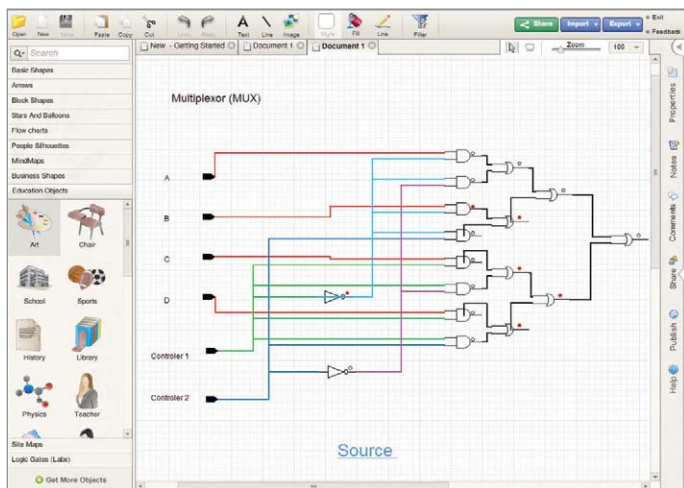 Open New Save Paste Copy Cut Undo Redo Text Line Image Style Fill Line Filter Share Import Export Exit
Feedback
New - Getting Started Document 1 Document 1 Zoom 100
Search
Basic Shapes
Arrows
Block Shapes
Stars And Balloons
Flow charts
People Silhouettes
MindMaps
Business Shapes
Education Objects
Art Chair
School Sports
History Library
Physics Teacher
Site Maps
Logic Gates (Labs)
Get More Objects
Multiplexor (MUX)
A
B
C
D
Controler 1
Controler 2
Source
Properties
Notes
Comments
Share
Publish
Help